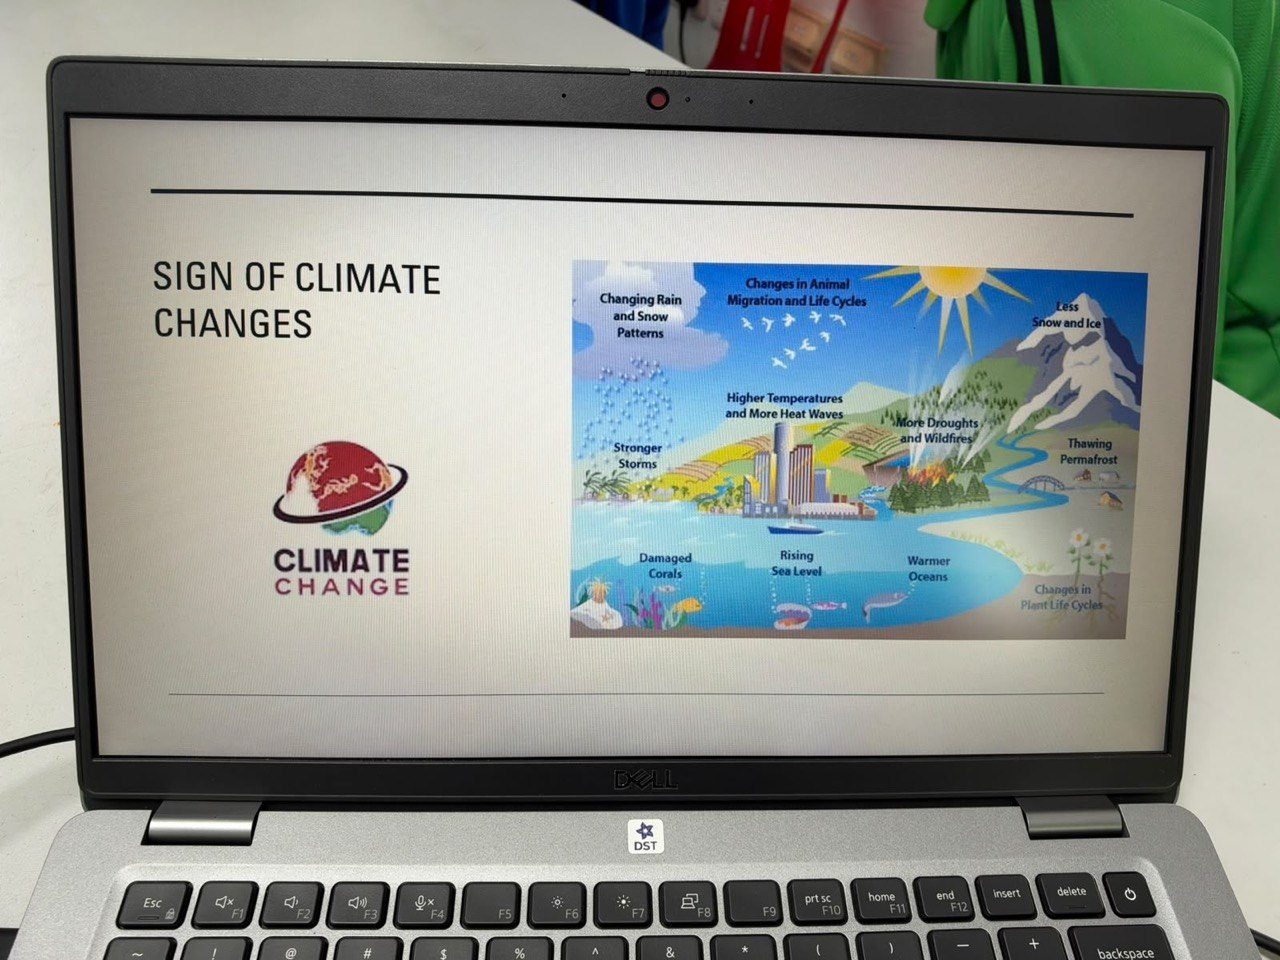 SIGN OF CLIMATE
CHANGES
CLIMATE
CHANGE
Changing Rain
and Snow
Patterns
Changes in Animal
Migration and Life Cycles
Less
Snow and Ice
Higher Temperatures
and More Heat Waves
More Droughts
and Wildfires
Stronger
Storms
Thawing
Permafrost
Damaged
Corals
Rising
Sea Level
Warmer
Oceans
Changes in
Plant Life Cycles
DELL
DST
Esc F1 F2 F3 F4 F5 F6 F7 F8 F9 prt sc F10 home F11 end F12 insert delete
~ ! @ # $ % ^ & * ( ) — + backspace